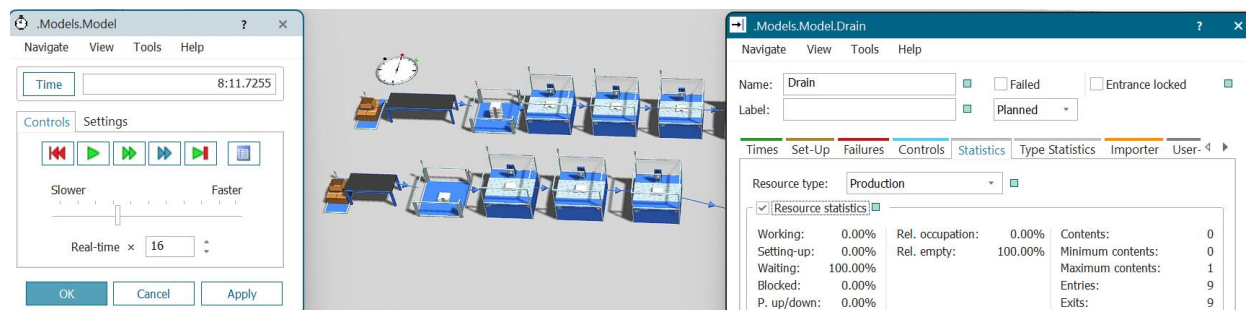 .Models.Model ? ×
Navigate View Tools Help
Time 8:11.7255
Controls Settings
Slower Faster
Real-time × 16
OK Cancel Apply
.Models.Model.Drain ? ×
Navigate View Tools Help
Name: Drain Failed Entrance locked
Label: Planned
Times Set-Up Failures Controls Statistics Type Statistics Importer User-
Resource type: Production
Resource statistics
Working: 0.00% Rel. occupation: 0.00% Contents: 0
Setting-up: 0.00% Rel. empty: 100.00% Minimum contents: 0
Waiting: 100.00% Maximum contents: 1
Blocked: 0.00% Entries: 9
P. up/down: 0.00% Exits: 9